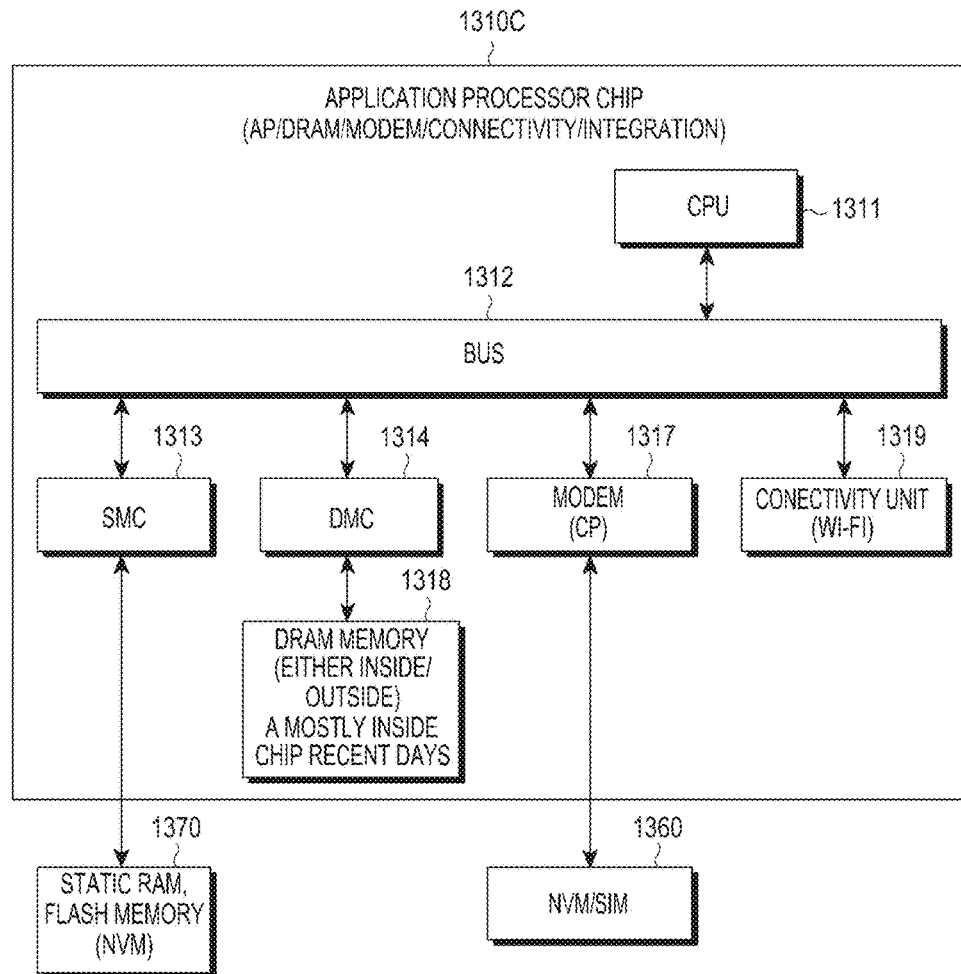 1310C
APPLICATION PROCESSOR CHIP
(AP/DRAM/MODEM/CONNECTIVITY/INTEGRATION)
CPU
1311
1312
BUS
1313
1314
1317
1319
SMC
DMC
MODEM
(CP)
CONECTIVITY UNIT
(WI-FI)
1318
DRAM MEMORY
(EITHER INSIDE/
OUTSIDE)
A MOSTLY INSIDE
CHIP RECENT DAYS
1370
1360
STATIC RAM,
FLASH MEMORY
(NVM)
NVM/SIM